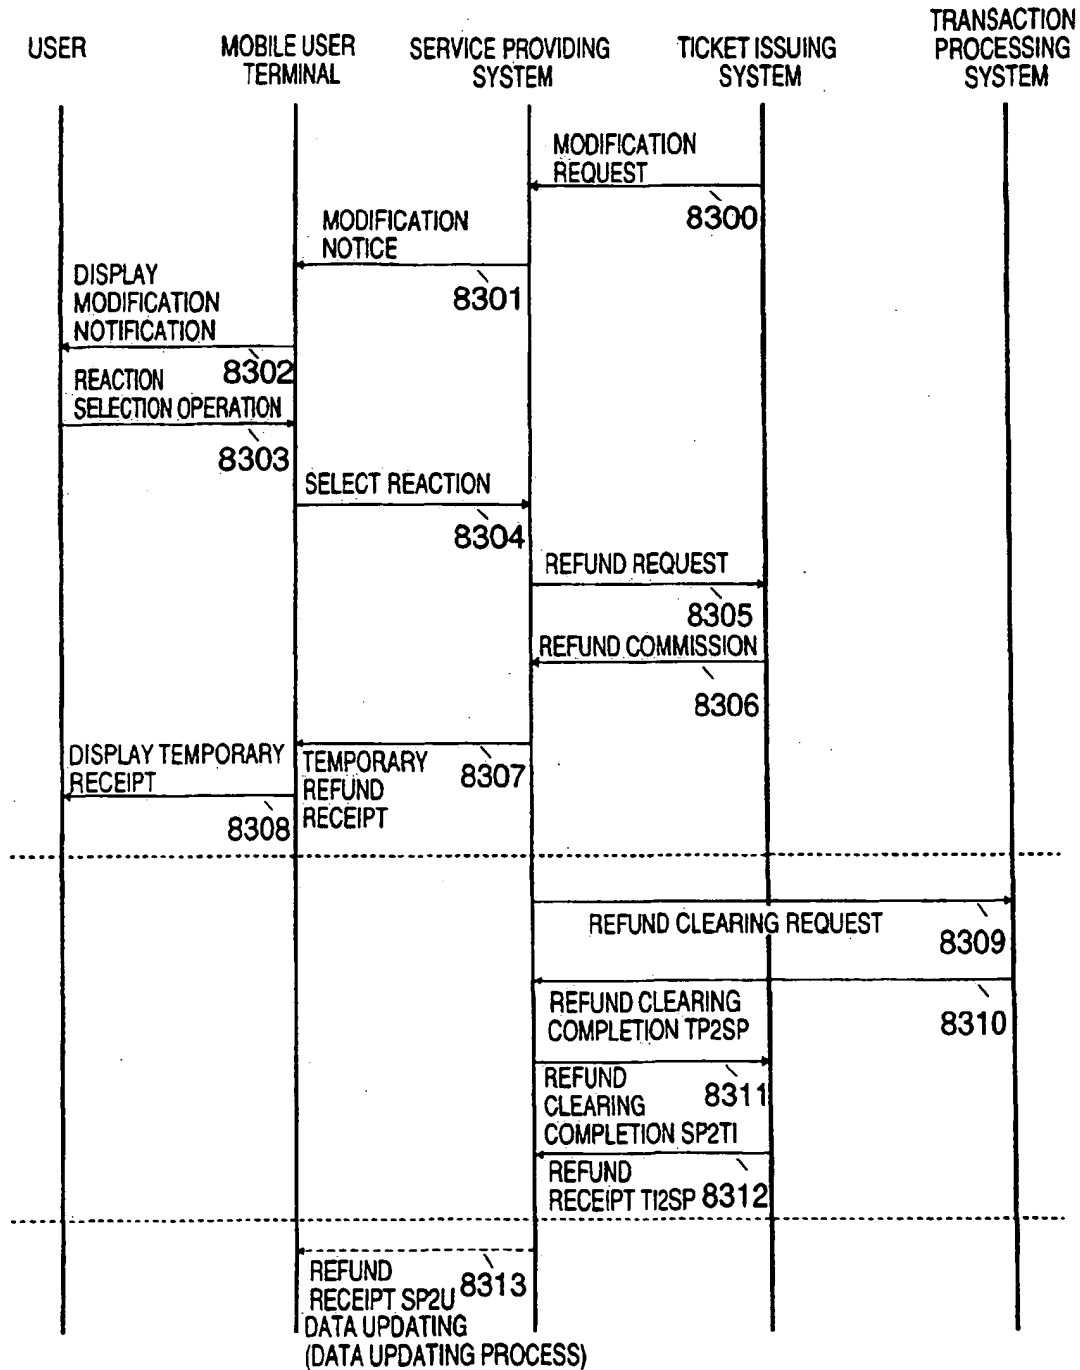 USER
MOBILE USER
TERMINAL
SERVICE PROVIDING
SYSTEM
TICKET ISSUING
SYSTEM
TRANSACTION
PROCESSING
SYSTEM
MODIFICATION
REQUEST
8300
MODIFICATION
NOTICE
8301
DISPLAY
MODIFICATION
NOTIFICATION
8302
REACTION
SELECTION OPERATION
8303
SELECT REACTION
8304
REFUND REQUEST
8305
REFUND COMMISSION
8306
TEMPORARY
REFUND
RECEIPT
8307
DISPLAY TEMPORARY
RECEIPT
8308
REFUND CLEARING REQUEST
8309
REFUND CLEARING
COMPLETION TP2SP
8310
REFUND
CLEARING
COMPLETION SP2TI
8311
REFUND
RECEIPT TI2SP
8312
REFUND
RECEIPT SP2U
DATA UPDATING
(DATA UPDATING PROCESS)
8313